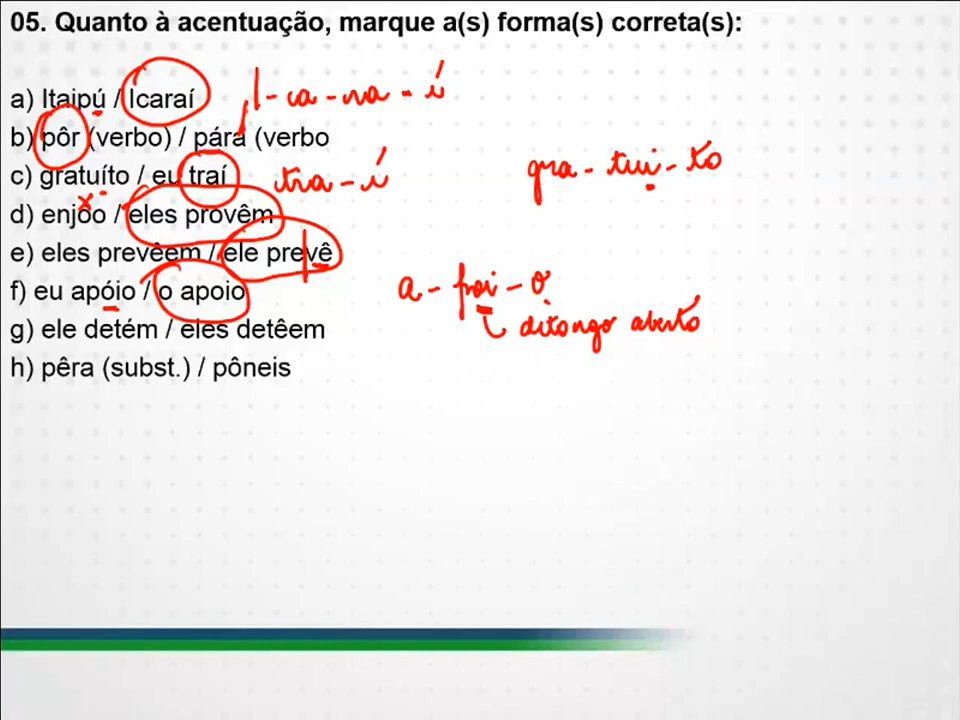 05. Quanto à acentuação, marque a(s) forma(s) correta(s):
a) Itaipú / Icaraí
I - ca - ra - í
b) pôr (verbo) / pára (verbo
c) gratuíto / eu traí
tra - í
gra - tui - to
d) enjôo / eles provêm
e) eles prevêem / ele prevê
f) eu apóio / o apoio
a - poi - o
ditongo aberto
g) ele detém / eles detêem
h) pêra (subst.) / pôneis